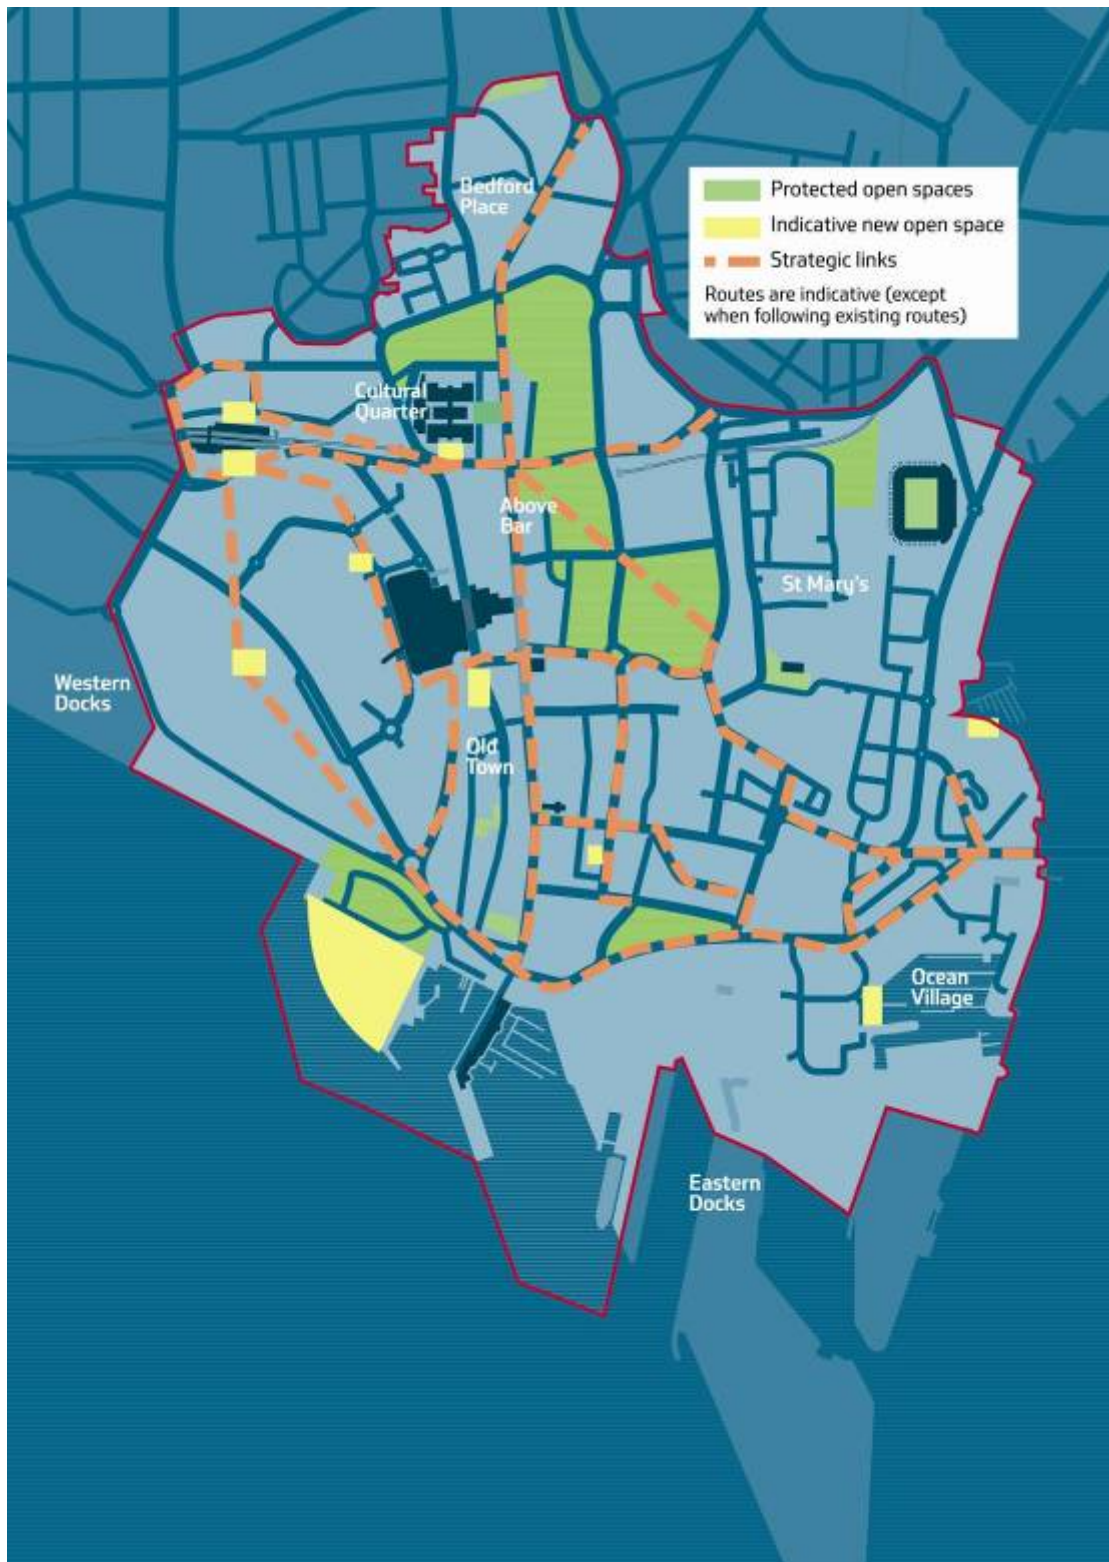 Bedford
Place
Protected open spaces
Indicative new open space
Strategic links
Routes are indicative (except
when following existing routes)
Cultural
Quarter
Above
Bar
St Mary's
Western
Docks
Old
Town
Ocean
Village
Eastern
Docks